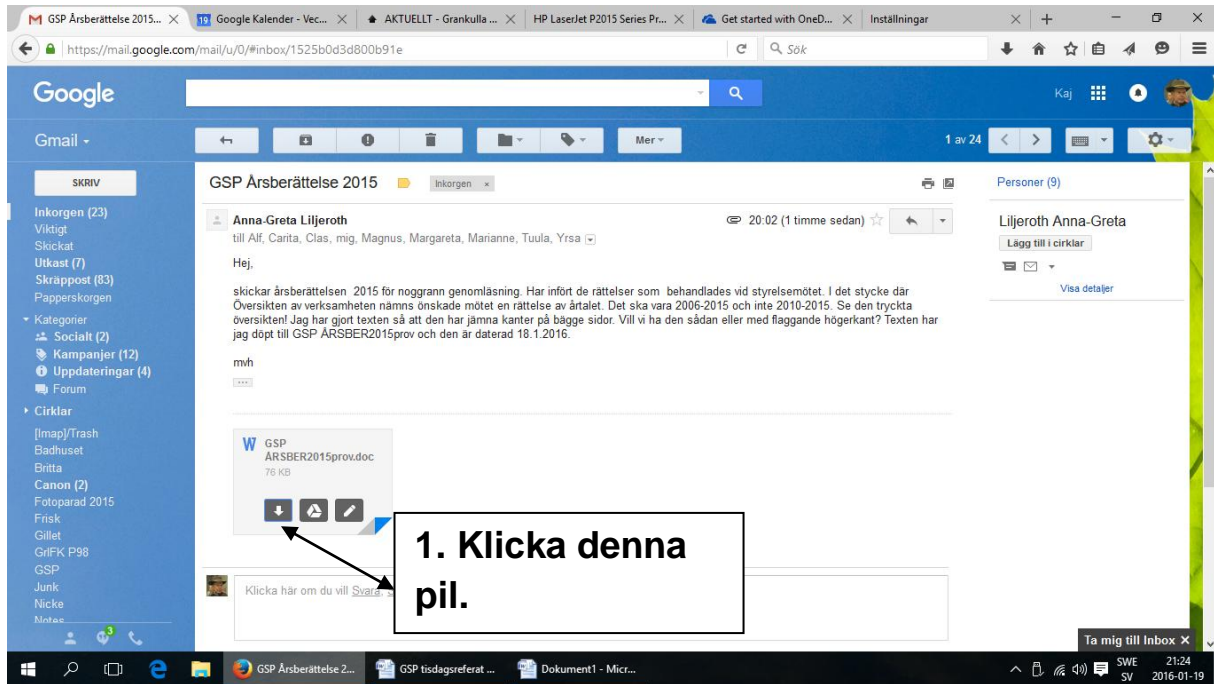 GSP Årsberättelse 2015...
Google Kalender - Vec...
AKTUELLT - Grankulla ...
HP LaserJet P2015 Series Pr...
Get started with OneD...
Inställningar
https://mail.google.com/mail/u/0/#inbox/1525b0d3d800b91e
Sök
Google
Kaj
Gmail
Mer
1 av 24
SKRIV
Inkorgen (23)
Viktigt
Skickat
Utkast (7)
Skräppost (83)
Papperskorgen
Kategorier
Socialt (2)
Kampanjer (12)
Uppdateringar (4)
Forum
Cirklar
[Imap]/Trash
Badhuset
Britta
Canon (2)
Fotoparad 2015
Frisk
Gillet
GrIFK P98
GSP
Junk
Nicke
Notes
3
GSP Årsberättelse 2015
Inkorgen x
Anna-Greta Liljeroth
20:02 (1 timme sedan)
till Alf, Carita, Clas, mig, Magnus, Margareta, Marianne, Tuula, Yrsa
Hej,
skickar årsberättelsen 2015 för noggrann genomläsning. Har infört de rättelser som behandlades vid styrelsemötet. I det stycke där
Översikten av verksamheten nämns önskade mötet en rättelse av årtalet. Det ska vara 2006-2015 och inte 2010-2015. Se den tryckta
översikten! Jag har gjort texten så att den har jämna kanter på bägge sidor. Vill vi ha den sådan eller med flaggande högerkant? Texten har
jag döpt till GSP ÅRSBER2015prov och den är daterad 18.1.2016.
mvh
W GSP
ÅRSBER2015prov.doc
76 KB
1. Klicka denna
pil.
Klicka här om du vill Svara,
Personer (9)
Liljeroth Anna-Greta
Lägg till i cirklar
Visa detaljer
Ta mig till Inbox X
GSP Årsberättelse 2...
GSP tisdagsreferat ...
Dokument1 - Micr...
SWE
SV
21:24
2016-01-19